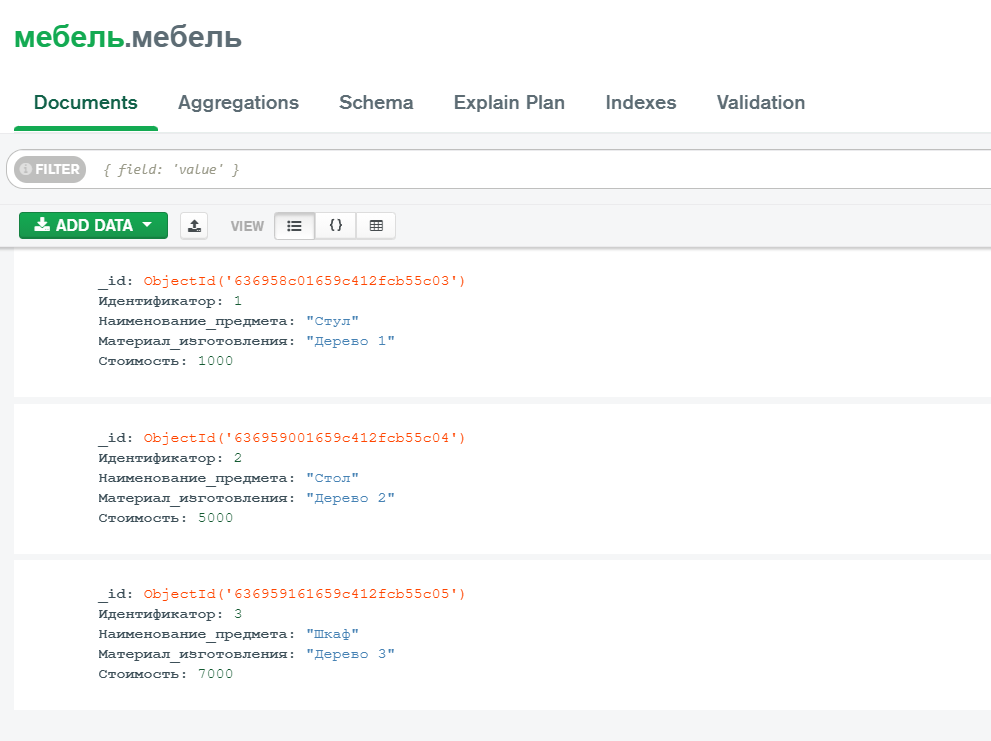 мебель.мебель
Documents Aggregations Schema Explain Plan Indexes Validation
FILTER { field: 'value' }
ADD DATA VIEW {}
_id: ObjectId('636958c01659c412fcb55c03')
Идентификатор: 1
Наименование_предмета: "Стул"
Материал_изготовления: "Дерево 1"
Стоимость: 1000
_id: ObjectId('636959001659c412fcb55c04')
Идентификатор: 2
Наименование_предмета: "Стол"
Материал_изготовления: "Дерево 2"
Стоимость: 5000
_id: ObjectId('636959161659c412fcb55c05')
Идентификатор: 3
Наименование_предмета: "Шкаф"
Материал_изготовления: "Дерево 3"
Стоимость: 7000